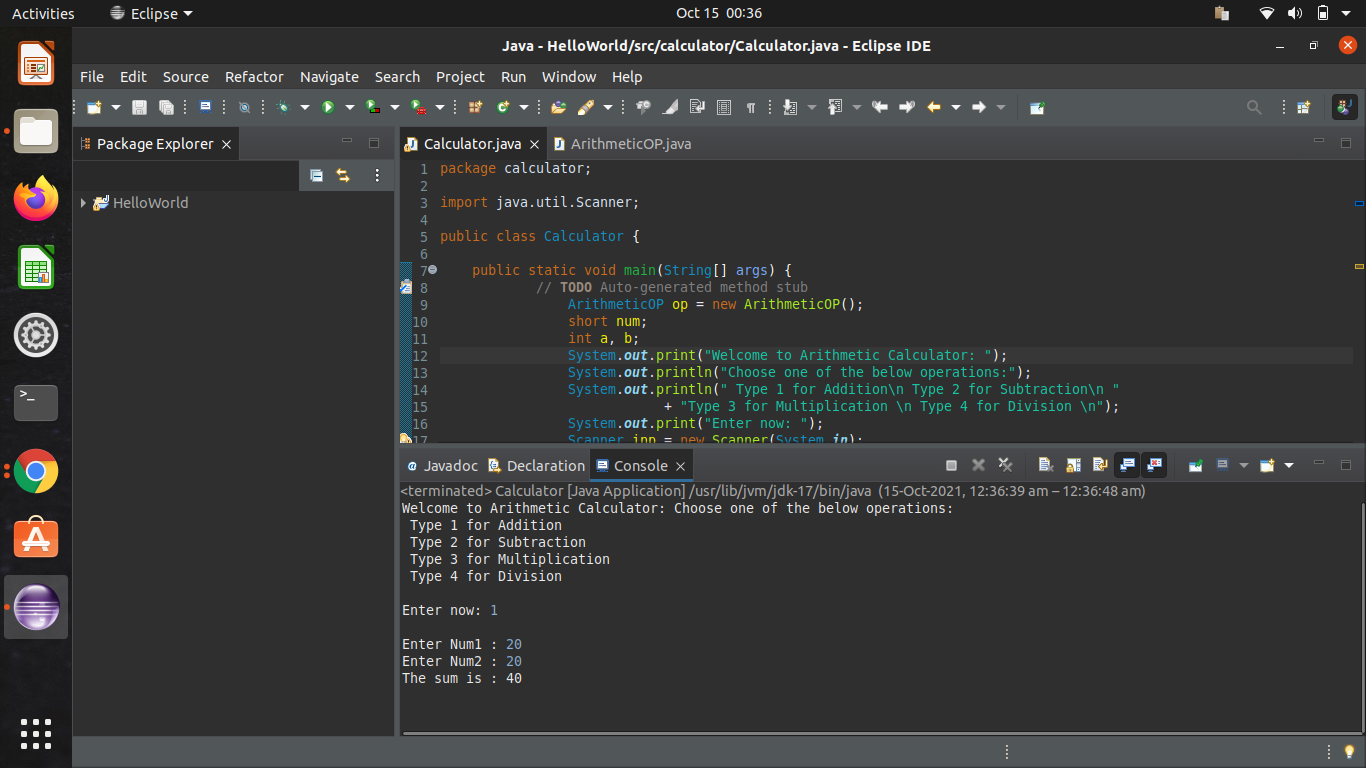 Activities Eclipse Oct 15 00:36
Java - HelloWorld/src/calculator/Calculator.java - Eclipse IDE
File Edit Source Refactor Navigate Search Project Run Window Help
Package Explorer
HelloWorld
Calculator.java ArithmeticOP.java
1 package calculator;
2
3 import java.util.Scanner;
4
5 public class Calculator {
6
7 public static void main(String[] args) {
8 // TODO Auto-generated method stub
9 ArithmeticOP op = new ArithmeticOP();
10 short num;
11 int a, b;
12 System.out.print("Welcome to Arithmetic Calculator: ");
13 System.out.println("Choose one of the below operations:");
14 System.out.println(" Type 1 for Addition\n Type 2 for Subtraction\n "
15 + "Type 3 for Multiplication \n Type 4 for Division \n");
16 System.out.print("Enter now: ");
17 Scanner inp = new Scanner(System.in);
Javadoc Declaration Console
<terminated> Calculator [Java Application] /usr/lib/jvm/jdk-17/bin/java (15-Oct-2021, 12:36:39 am – 12:36:48 am)
Welcome to Arithmetic Calculator: Choose one of the below operations:
Type 1 for Addition
Type 2 for Subtraction
Type 3 for Multiplication
Type 4 for Division
Enter now: 1
Enter Num1 : 20
Enter Num2 : 20
The sum is : 40